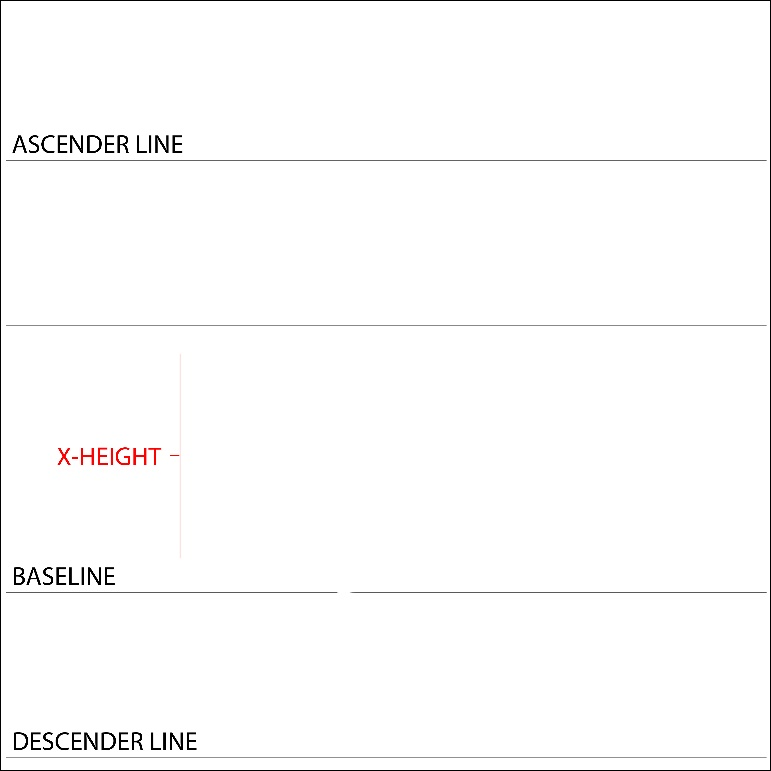 ASCENDER LINE
X-HEIGHT
BASELINE
DESCENDER LINE